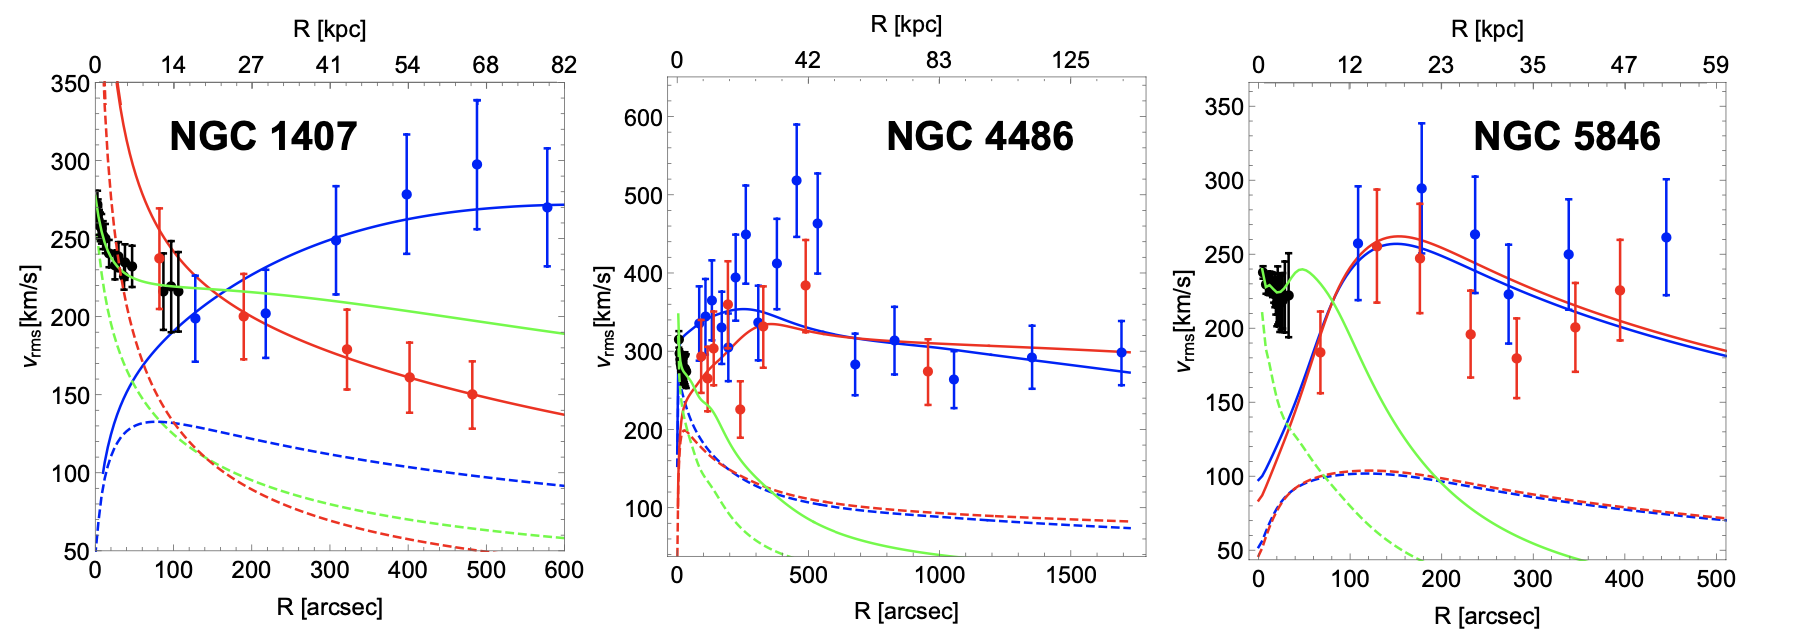 R [kpc]
0 14 27 41 54 68 82
350
300
250
200
150
100
50
v_rms[km/s]
NGC 1407
0 100 200 300 400 500 600
R [arcsec]
R [kpc]
0 42 83 125
600
500
400
300
200
100
v_rms[km/s]
NGC 4486
0 500 1000 1500
R [arcsec]
R [kpc]
0 12 23 35 47 59
350
300
250
200
150
100
50
v_rms[km/s]
NGC 5846
0 100 200 300 400 500
R [arcsec]